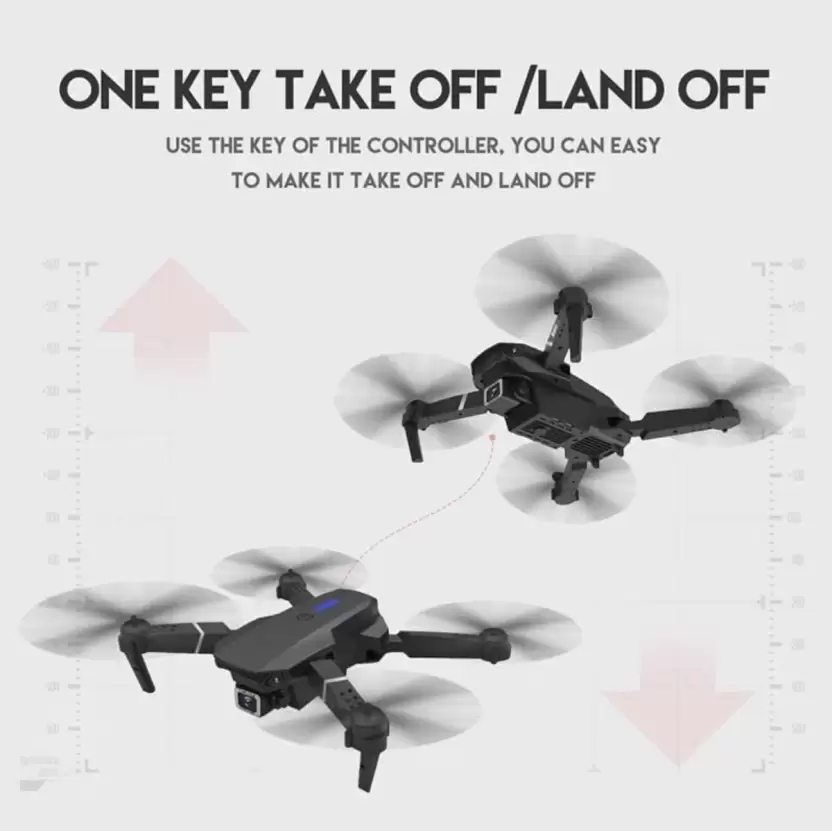 ONE KEY TAKE OFF /LAND OFF
USE THE KEY OF THE CONTROLLER, YOU CAN EASY
TO MAKE IT TAKE OFF AND LAND OFF